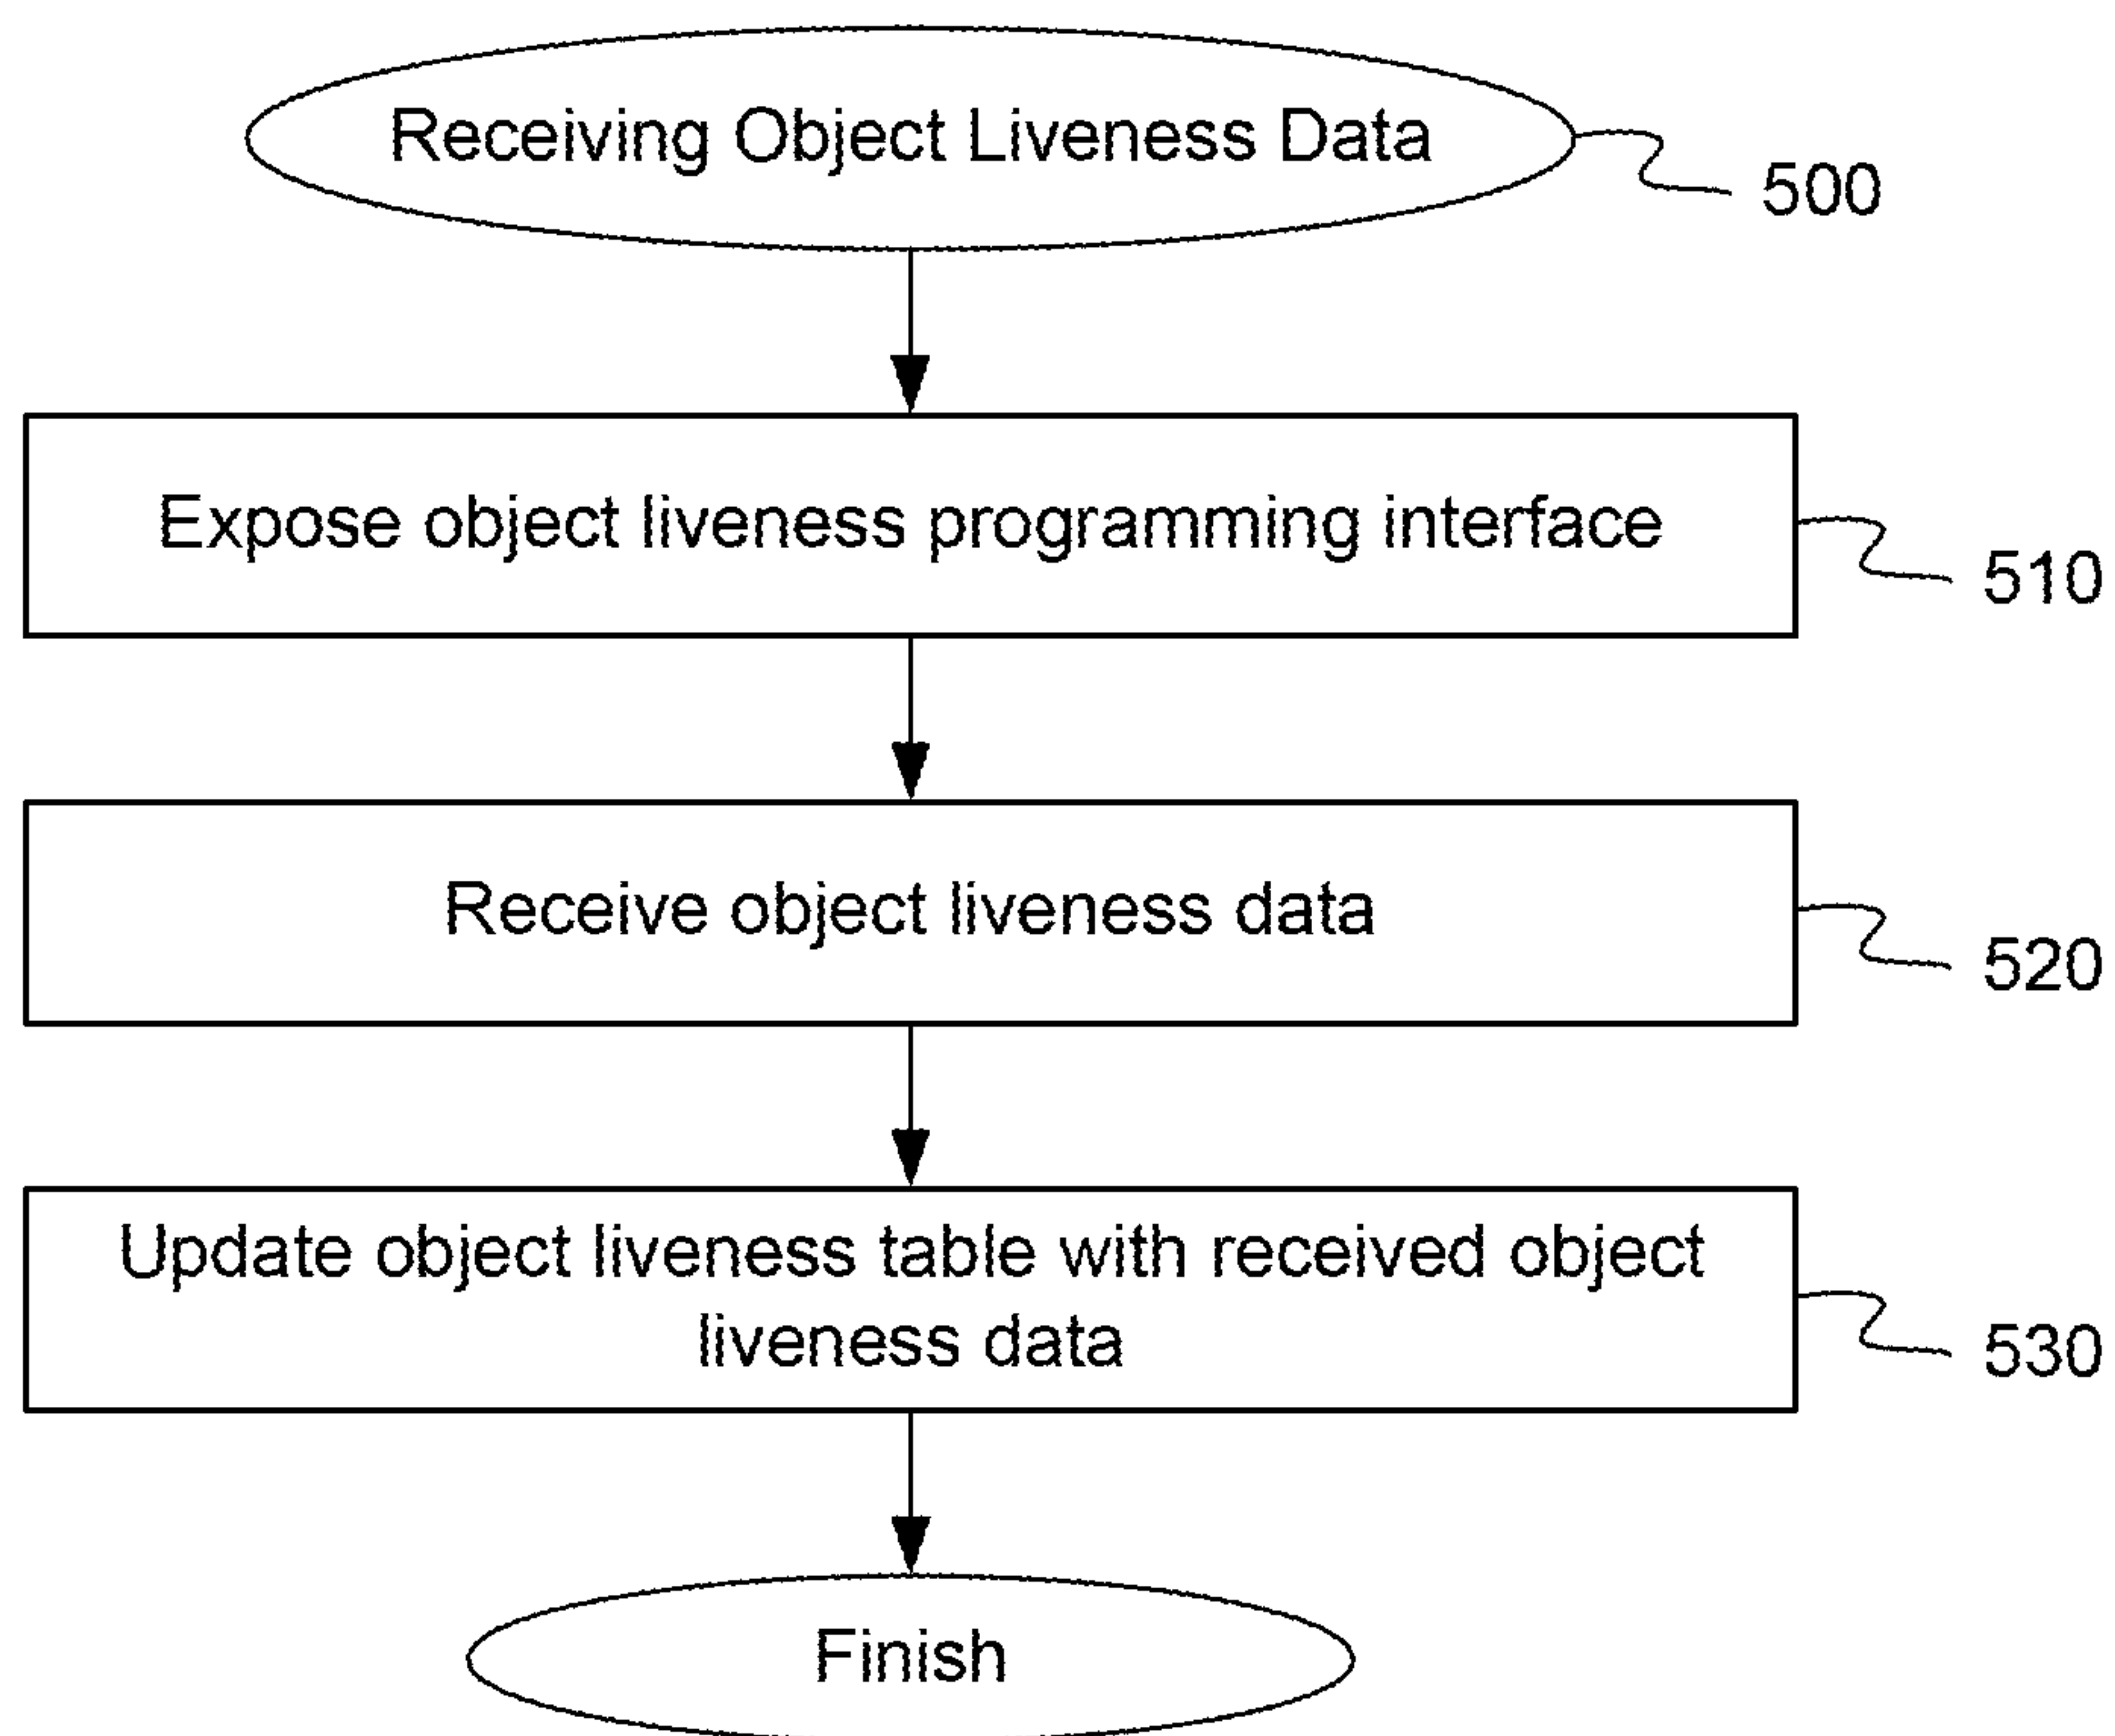 Receiving Object Liveness Data
500
Expose object liveness programming interface
510
Receive object liveness data
520
Update object liveness table with received object
liveness data
530
Finish